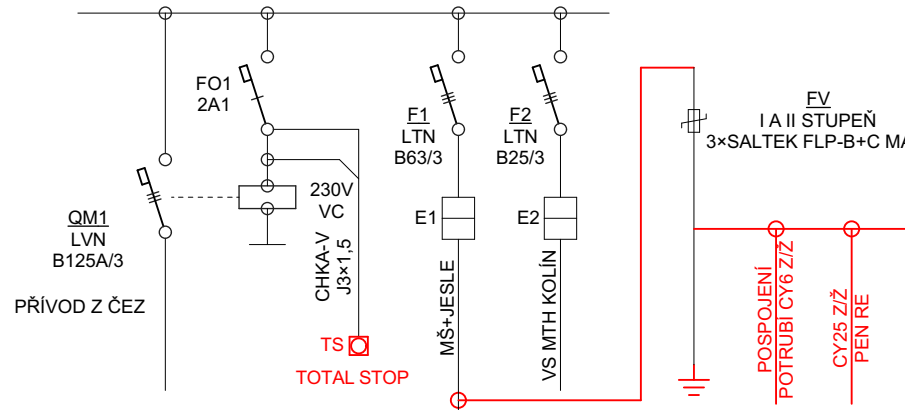 FO1
2A1
QM1
LVN
B125A/3
PŘÍVOD Z ČEZ
230V
VC
CHKA-V
J3×1,5
TS
TOTAL STOP
F1
LTN
B63/3
E1
MŠ+JESLE
F2
LTN
B25/3
E2
VS MTH KOLÍN
FV
I A II STUPEŇ
3×SALTEK FLP-B+C MA
POSPOJENÍ
POTRUBÍ CY6 Z/Ž
CY25 Z/Ž
PEN RE